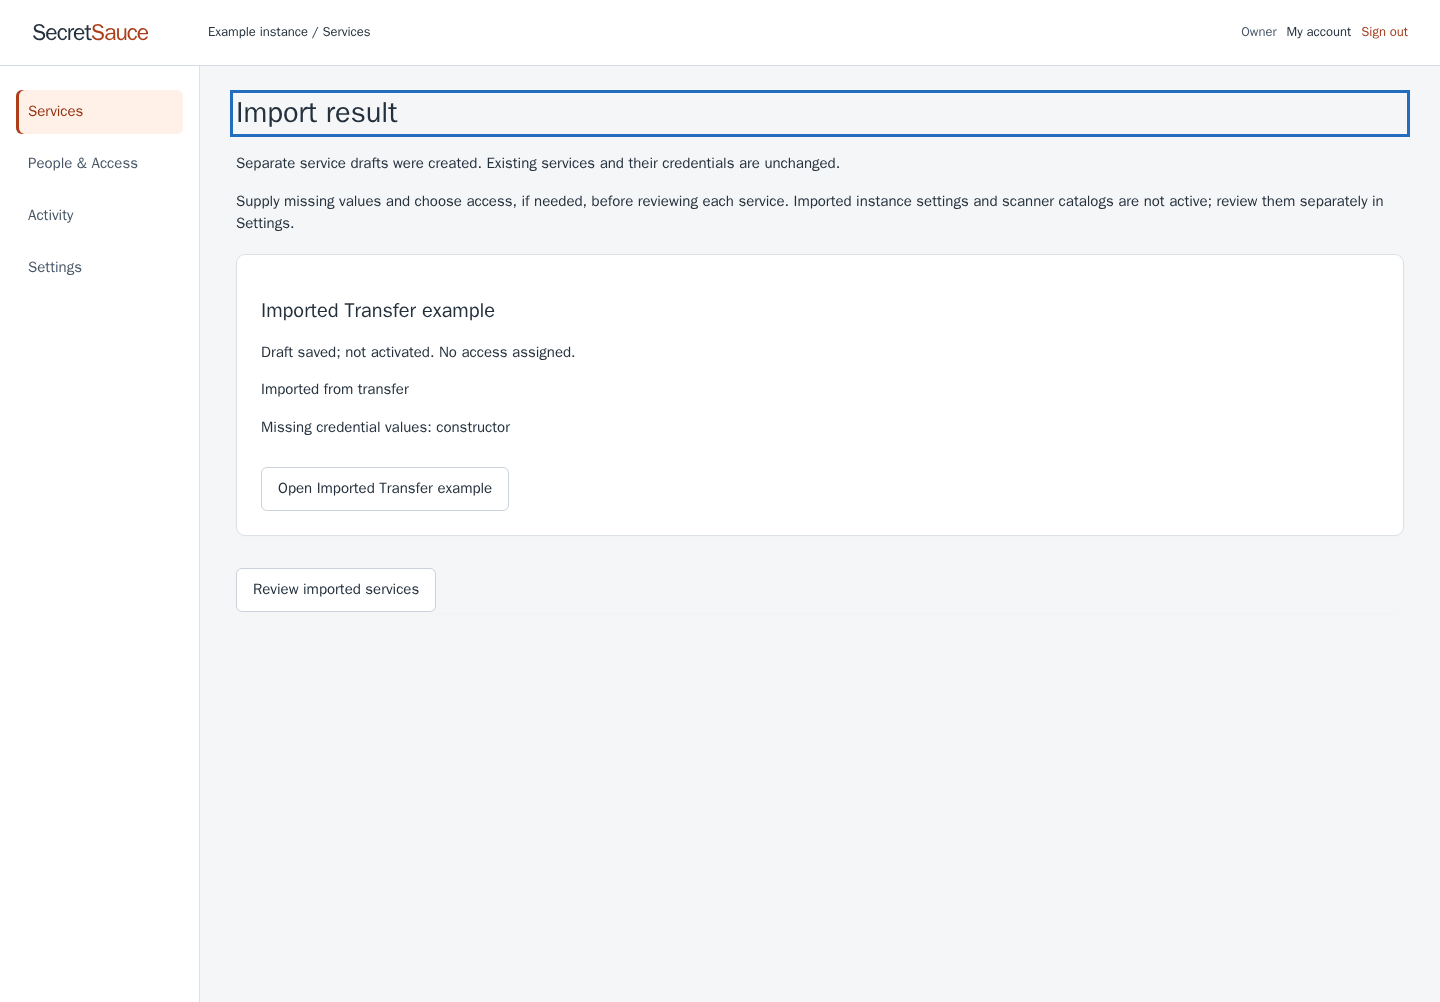 SecretSauce
Example instance / Services
Owner My account Sign out
Services
People & Access
Activity
Settings
Import result
Separate service drafts were created. Existing services and their credentials are unchanged.
Supply missing values and choose access, if needed, before reviewing each service. Imported instance settings and scanner catalogs are not active; review them separately in
Settings.
Imported Transfer example
Draft saved; not activated. No access assigned.
Imported from transfer
Missing credential values: constructor
Open Imported Transfer example
Review imported services